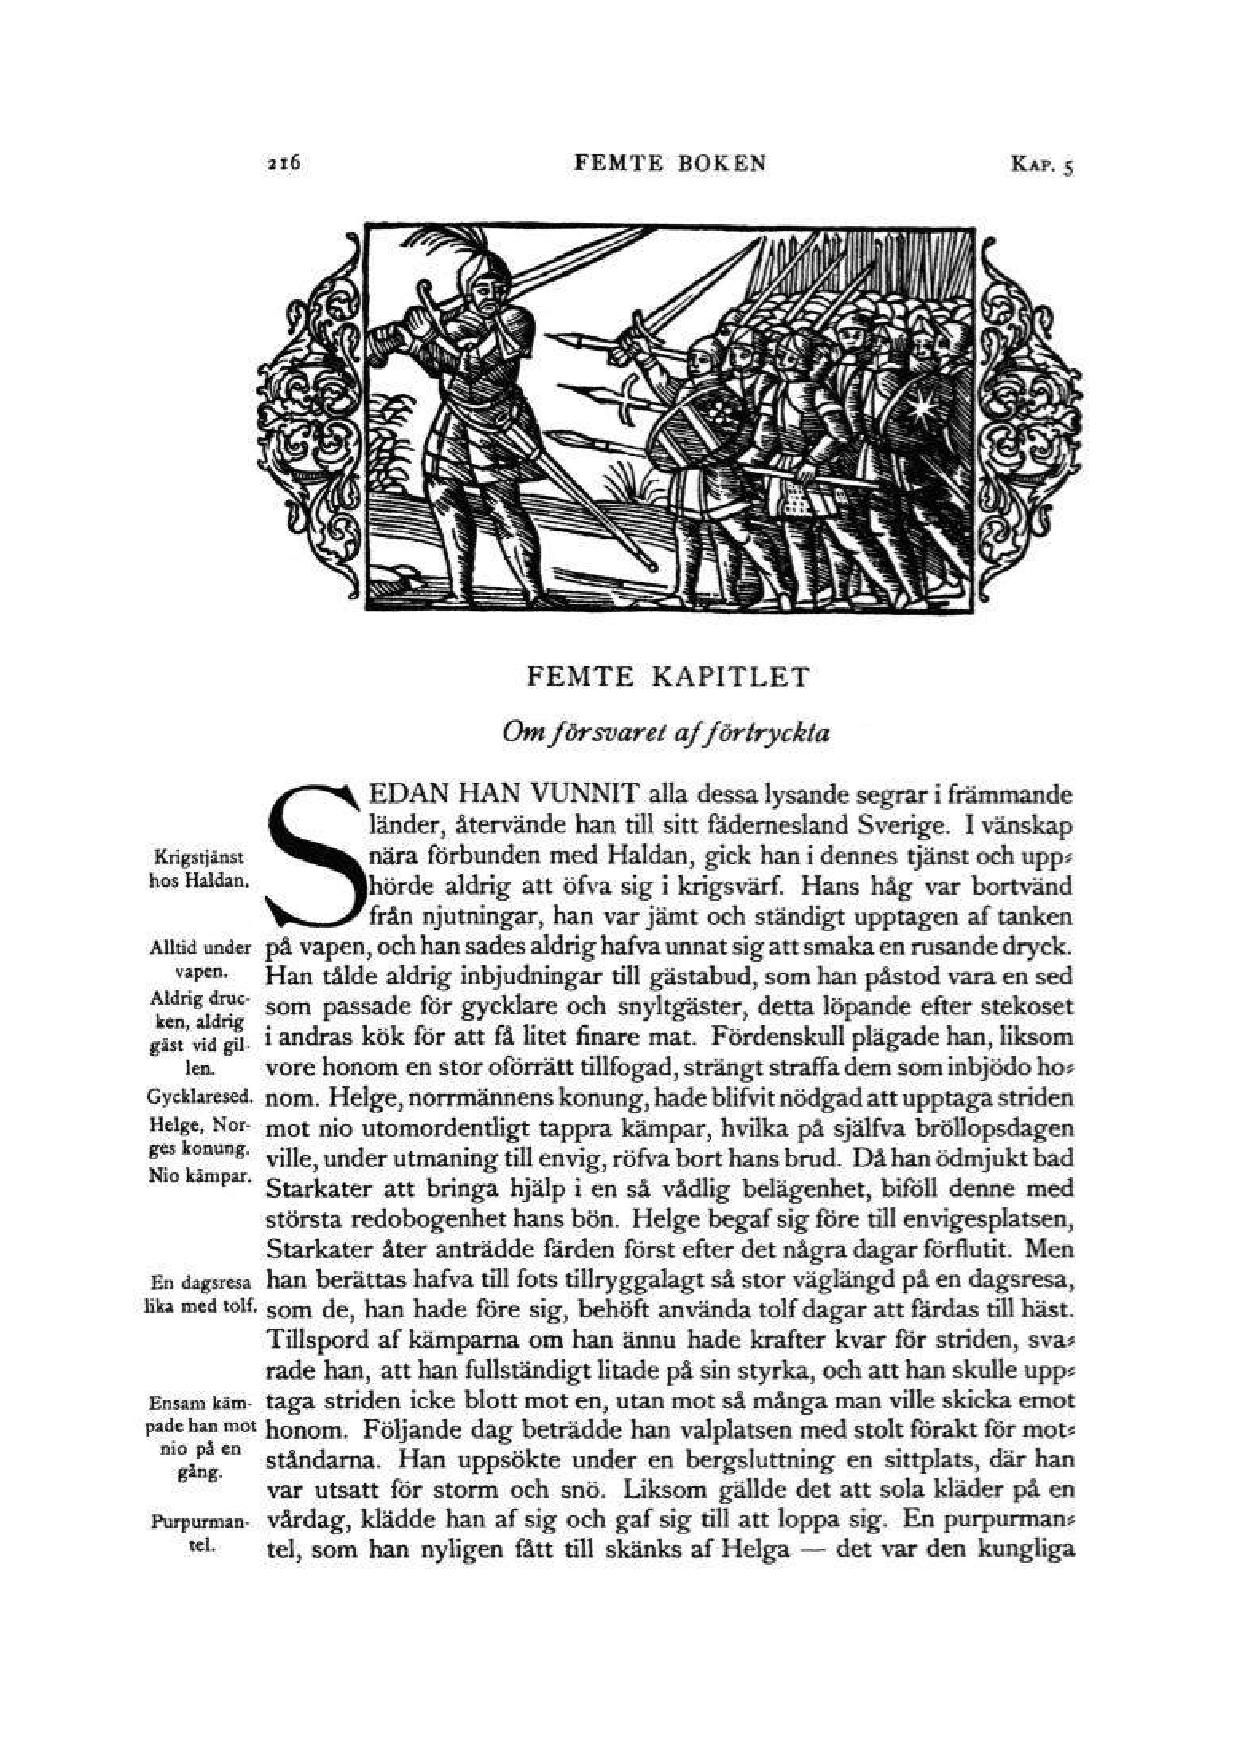 216 FEMTE BOKEN KAP. 5
FEMTE KAPITLET
Om försvaret af förtryckta
SEDAN HAN VUNNIT alla dessa lysande segrar i främmande
länder, återvände han till sitt fädernesland Sverige. I vänskap
nära förbunden med Haldan, gick han i dennes tjänst och upp-
hörde aldrig att öfva sig i krigsvärf. Hans håg var bortvänd
från njutningar, han var jämt och ständigt upptagen af tanken
på vapen, och han sades aldrig hafva unnat sig att smaka en rusande dryck.
Han tålde aldrig inbjudningar till gästabud, som han påstod vara en sed
som passade för gycklare och snyltgäster, detta löpande efter stekoset
i andras kök för att få litet finare mat. Fördenskull plägade han, liksom
vore honom en stor oförrätt tillfogad, strängt straffa dem som inbjödo ho-
nom. Helge, norrmännens konung, hade blifvit nödgad att upptaga striden
mot nio utomordentligt tappra kämpar, hvilka på själfva bröllopsdagen
ville, under utmaning till envig, röfva bort hans brud. Då han ödmjukt bad
Starkater att bringa hjälp i en så vådlig belägenhet, biföll denne med
största redobogenhet hans bön. Helge begaf sig före till envigesplatsen,
Starkater åter anträdde färden först efter det några dagar förflutit. Men
han berättas hafva till fots tillryggalagt så stor väglängd på en dagsresa,
som de, han hade före sig, behöft använda tolf dagar att färdas till häst.
Tillspord af kämparna om han ännu hade krafter kvar för striden, sva-
rade han, att han fullständigt litade på sin styrka, och att han skulle upp-
taga striden icke blott mot en, utan mot så många man ville skicka emot
honom. Följande dag beträdde han valplatsen med stolt förakt för mot-
ståndarna. Han uppsökte under en bergsluttning en sittplats, där han
var utsatt för storm och snö. Liksom gällde det att sola kläder på en
vårdag, klädde han af sig och gaf sig till att loppa sig. En purpurman-
tel, som han nyligen fått till skänks af Helga — det var den kungliga
Krigstjänst
hos Haldan.
Alltid under
vapen.
Aldrig druc-
ken, aldrig
gäst vid gil-
len.
Gycklaresed.
Helge, Nor-
ges konung.
Nio kämpar.
En dagsresa
lika med tolf.
Ensam käm-
pade han mot
nio på en
gång.
Purpurman-
tel.